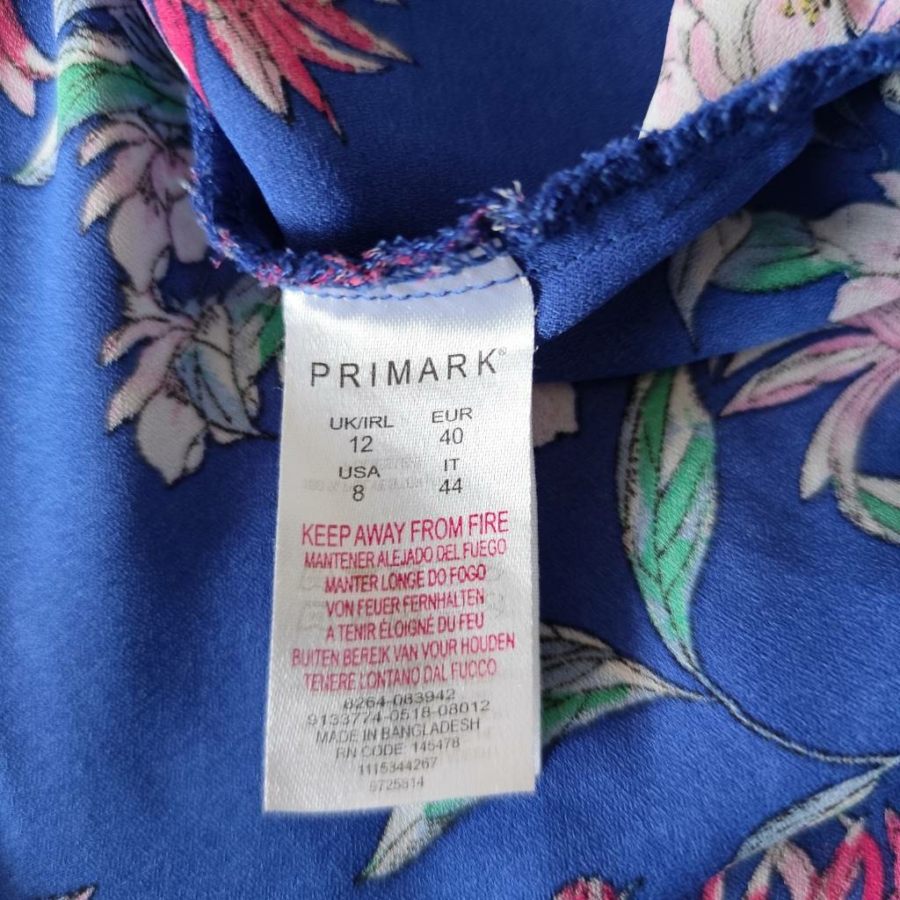 PRIMARK®
UK/IRL EUR
12 40
USA IT
8 44
KEEP AWAY FROM FIRE
MANTENER ALEJADO DEL FUEGO
MANTER LONGE DO FOGO
VON FEUER FERNHALTEN
A TENIR ÉLOIGNÉ DU FEU
BUITEN BEREIK VAN VOUR HOUDEN
TENERE LONTANO DAL FUCCO
8264-083942
9133774-0518-08012
MADE IN BANGLADESH
RN CODE 145478
1115344267
6725814